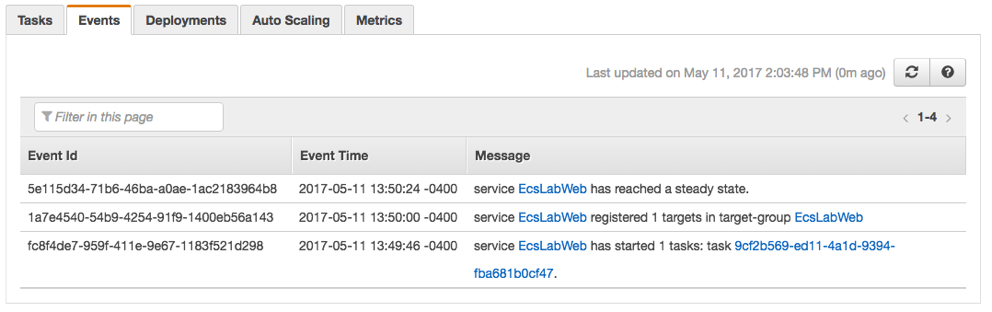 Tasks Events Deployments Auto Scaling Metrics
Last updated on May 11, 2017 2:03:48 PM (0m ago)
Filter in this page
1-4
Event Id Event Time Message
5e115d34-71b6-46ba-a0ae-1ac2183964b8 2017-05-11 13:50:24 -0400 service EcsLabWeb has reached a steady state.
1a7e4540-54b9-4254-91f9-1400eb56a143 2017-05-11 13:50:00 -0400 service EcsLabWeb registered 1 targets in target-group EcsLabWeb
fc8f4de7-959f-411e-9e67-1183f521d298 2017-05-11 13:49:46 -0400 service EcsLabWeb has started 1 tasks: task 9cf2b569-ed11-4a1d-9394-
fba681b0cf47.